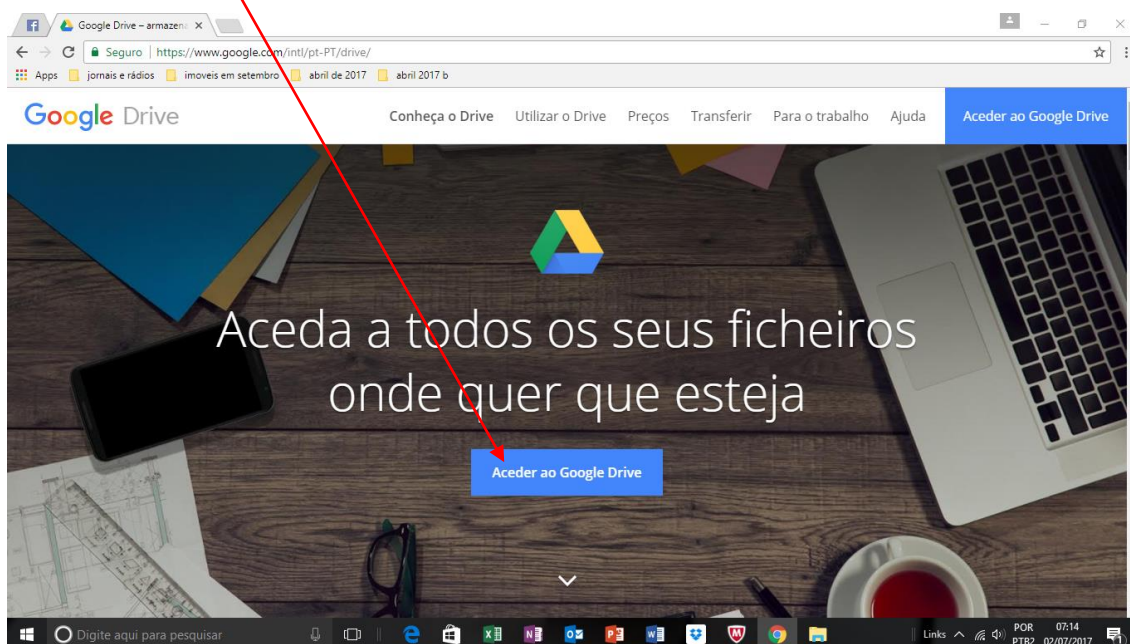 Google Drive – armazen
Seguro | https://www.google.com/intl/pt-PT/drive/
Apps jornais e rádios imoveis em setembro abril de 2017 abril 2017 b
Google Drive Conheça o Drive Utilizar o Drive Preços Transferir Para o trabalho Ajuda Aceder ao Google Drive
Aceda a todos os seus ficheiros
onde quer que esteja
Aceder ao Google Drive
Digite aqui para pesquisar Links POR 07:14
PTB2 02/07/2017